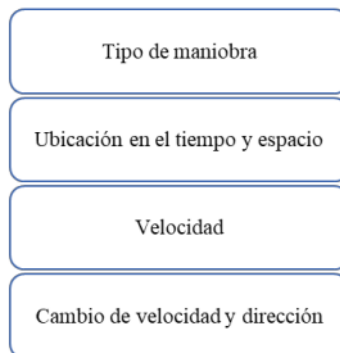 Tipo de maniobra
Ubicación en el tiempo y espacio
Velocidad
Cambio de velocidad y dirección